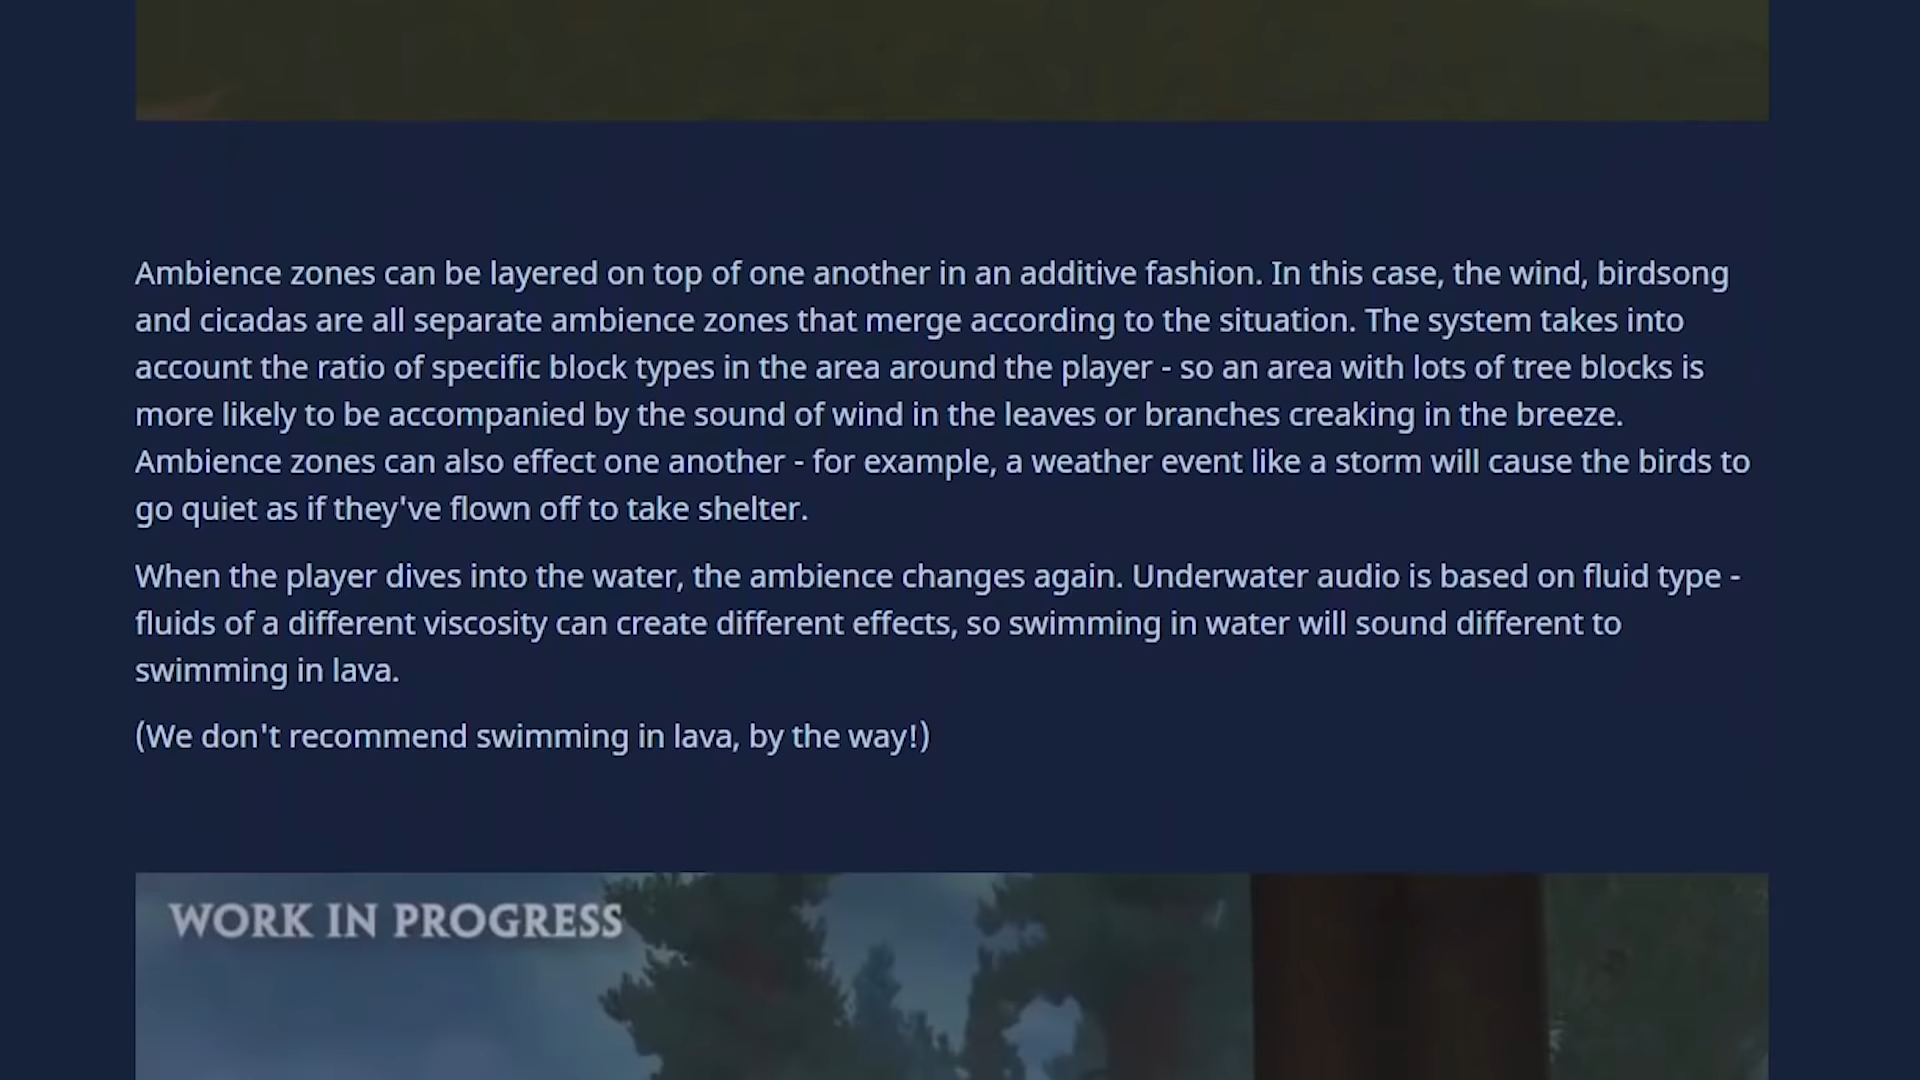 Ambience zones can be layered on top of one another in an additive fashion. In this case, the wind, birdsong
and cicadas are all separate ambience zones that merge according to the situation. The system takes into
account the ratio of specific block types in the area around the player - so an area with lots of tree blocks is
more likely to be accompanied by the sound of wind in the leaves or branches creaking in the breeze.
Ambience zones can also effect one another - for example, a weather event like a storm will cause the birds to
go quiet as if they've flown off to take shelter.
When the player dives into the water, the ambience changes again. Underwater audio is based on fluid type -
fluids of a different viscosity can create different effects, so swimming in water will sound different to
swimming in lava.
(We don't recommend swimming in lava, by the way!)
WORK IN PROGRESS